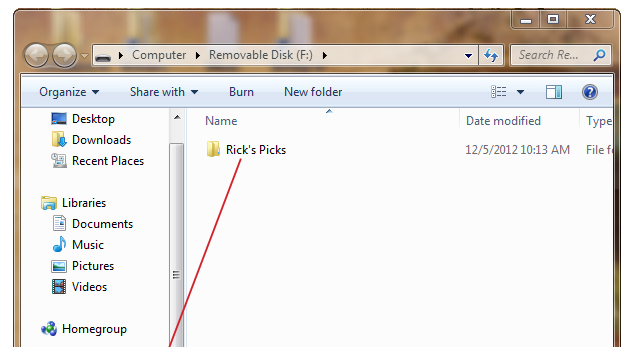 Computer Removable Disk (F:) Search Re...
Organize Share with Burn New folder
Desktop
Downloads
Recent Places
Libraries
Documents
Music
Pictures
Videos
Homegroup
Name Date modified Type
Rick's Picks 12/5/2012 10:13 AM File fo